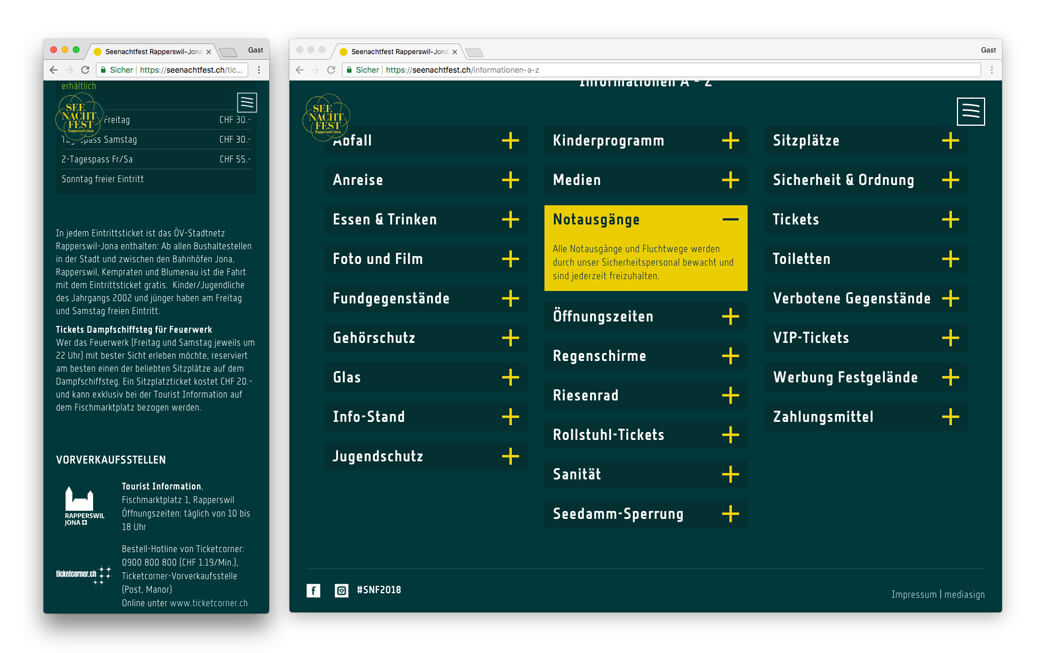 Seenachtfest Rapperswil-Jona
Gast
Sicher
https://seenachtfest.ch/tic...
erhältlich
SEE
NACHT
FEST
Rapperswil-Jona
Freitag CHF 30.-
Samstag CHF 30.-
2-Tagespass Fr/Sa CHF 55.-
Sonntag freier Eintritt
In jedem Eintrittsticket ist das ÖV-Stadtnetz
Rapperswil-Jona enthalten: Ab allen Bushaltestellen
in der Stadt und zwischen den Bahnhöfen Jona,
Rapperswil, Kempraten und Blumenau ist die Fahrt
mit dem Eintrittsticket gratis. Kinder/Jugendliche
des Jahrgangs 2002 und jünger haben am Freitag
und Samstag freien Eintritt.
Tickets Dampfschiffsteg für Feuerwerk
Wer das Feuerwerk (Freitag und Samstag jeweils um
22 Uhr) mit bester Sicht erleben möchte, reserviert
am besten einen der beliebten Sitzplätze auf dem
Dampfschiffsteg. Ein Sitzplatzticket kostet CHF 20.-
und kann exklusiv bei der Tourist Information auf
dem Fischmarktplatz bezogen werden.
VORVERKAUFSSTELLEN
RAPPERSWIL
JONA
Tourist Information,
Fischmarktplatz 1, Rapperswil
Öffnungszeiten: täglich von 10 bis
18 Uhr
ticketcorner.ch
Bestell-Hotline von Ticketcorner:
0900 800 800 (CHF 1.19/Min.),
Ticketcorner-Vorverkaufsstelle
(Post, Manor)
Online unter www.ticketcorner.ch
Seenachtfest Rapperswil-Jona
Gast
Sicher
https://seenachtfest.ch/informationen-a-z
Informationen A - Z
SEE
NACHT
FEST
Rapperswil-Jona
Abfall
Anreise
Essen & Trinken
Foto und Film
Fundgegenstände
Gehörschutz
Glas
Info-Stand
Jugendschutz
Kinderprogramm
Medien
Notausgänge
Alle Notausgänge und Fluchtwege werden
durch unser Sicherheitspersonal bewacht und
sind jederzeit freizuhalten.
Öffnungszeiten
Regenschirme
Riesenrad
Rollstuhl-Tickets
Sanität
Seedamm-Sperrung
Sitzplätze
Sicherheit & Ordnung
Tickets
Toiletten
Verbotene Gegenstände
VIP-Tickets
Werbung Festgelände
Zahlungsmittel
#SNF2018
Impressum | mediasign